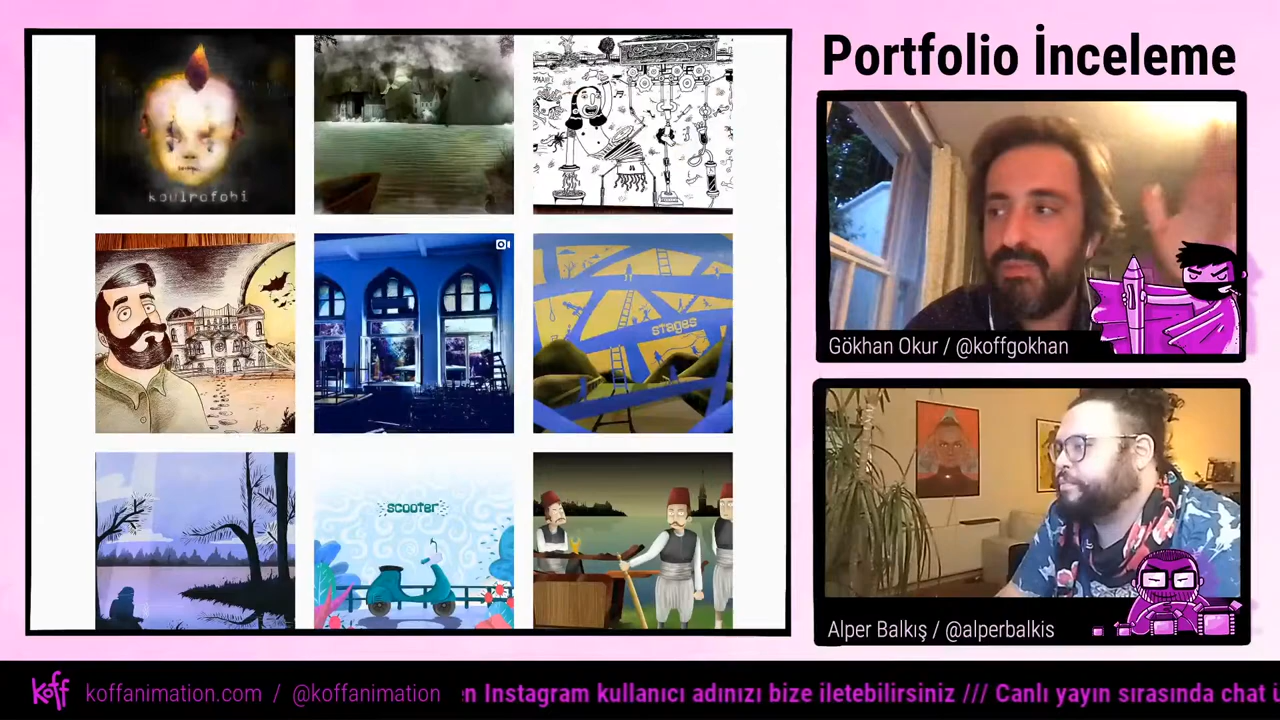 Portfolio İnceleme
koulrofobi
stages
scooter
Gökhan Okur / @koffgokhan
Alper Balkış / @alperbalkis
koff koffanimation.com / @koffanimation
n Instagram kullanıcı adınızı bize iletebilirsiniz /// Canlı yayın sırasında chat ü